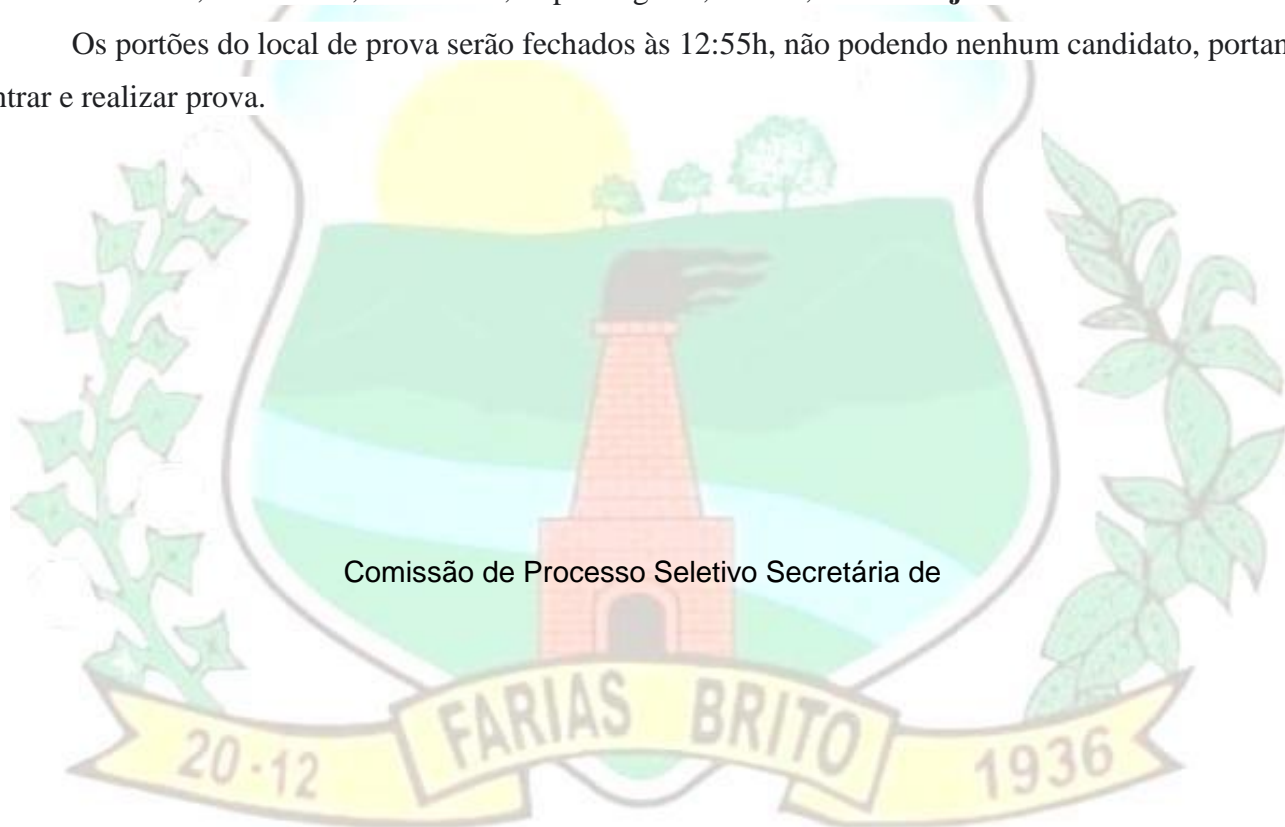 Os portões do local de prova serão fechados às 12:55h, não podendo nenhum candidato, portan
ntrar e realizar prova.
Comissão de Processo Seletivo Secretária de
FARIAS BRITO
20-12 1936